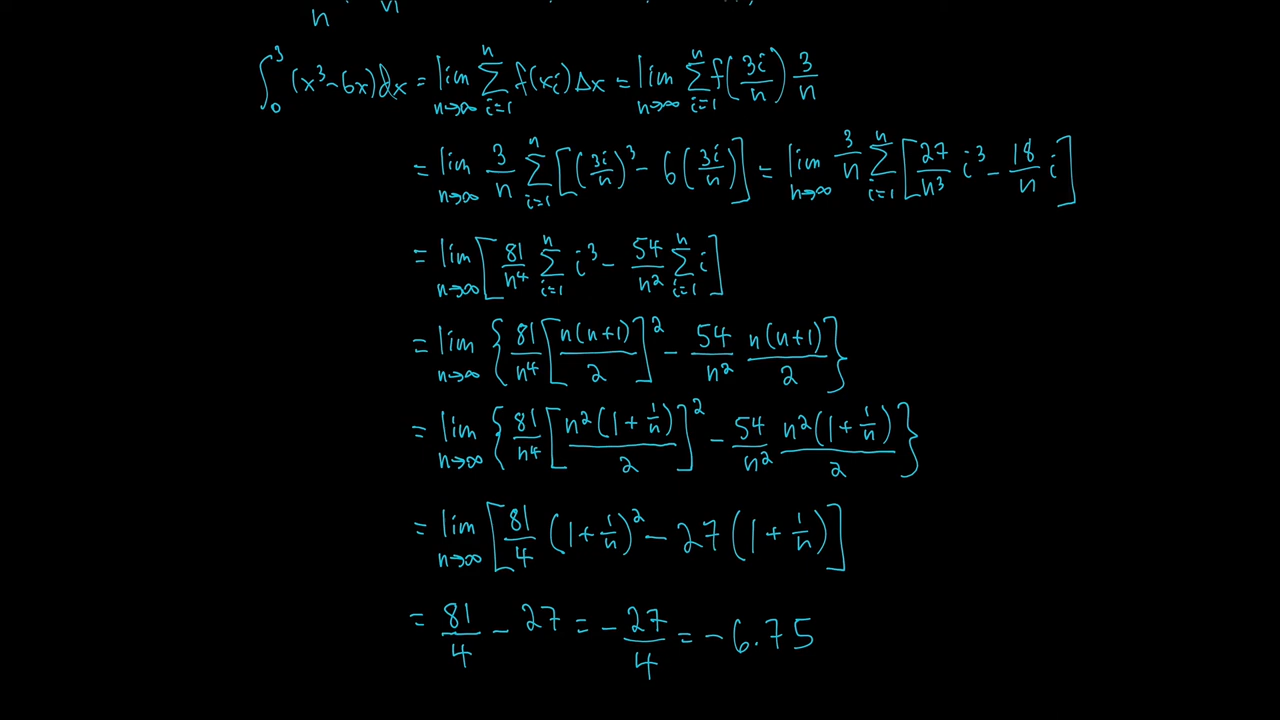 n n
∫₀³ (x³ − 6x)dx = lim_{n→∞} Σ_{i=1}^{n} f(xᵢ)Δx = lim_{n→∞} Σ_{i=1}^{n} f(3i/n) 3/n
= lim_{n→∞} 3/n Σ_{i=1}^{n} [(3i/n)³ − 6(3i/n)] = lim_{n→∞} 3/n Σ_{i=1}^{n} [27/n³ i³ − 18/n i]
= lim_{n→∞} [81/n⁴ Σ_{i=1}^{n} i³ − 54/n² Σ_{i=1}^{n} i]
= lim_{n→∞} {81/n⁴ [n(n+1)/2]² − 54/n² n(n+1)/2}
= lim_{n→∞} {81/n⁴ [n²(1+1/n)/2]² − 54/n² n²(1+1/n)/2}
= lim_{n→∞} [81/4 (1+1/n)² − 27(1+1/n)]
= 81/4 − 27 = −27/4 = −6.75